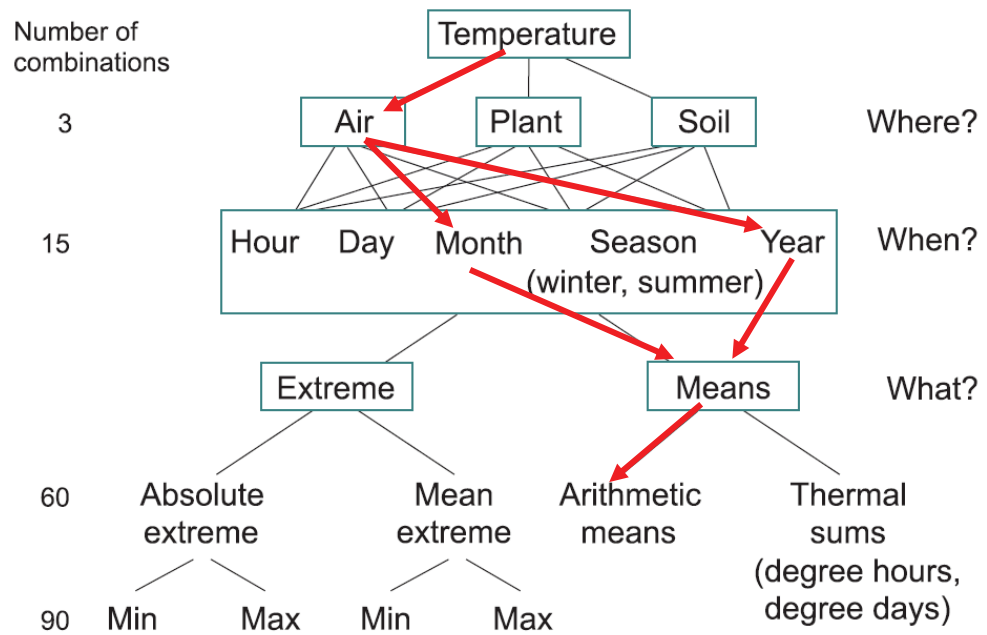 Number of
combinations
Temperature
3
Air
Plant
Soil
Where?
15
Hour
Day
Month
Season
(winter, summer)
Year
When?
Extreme
Means
What?
60
Absolute
extreme
Mean
extreme
Arithmetic
means
Thermal
sums
(degree hours,
degree days)
90
Min
Max
Min
Max